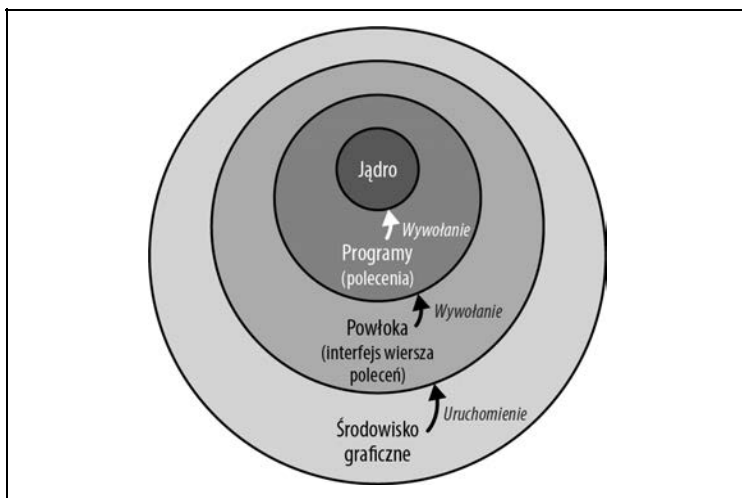 Jądro
Wywołanie
Programy
(polecenia)
Wywołanie
Powłoka
(interfejs wiersza
poleceń)
Uruchomienie
Środowisko
graficzne